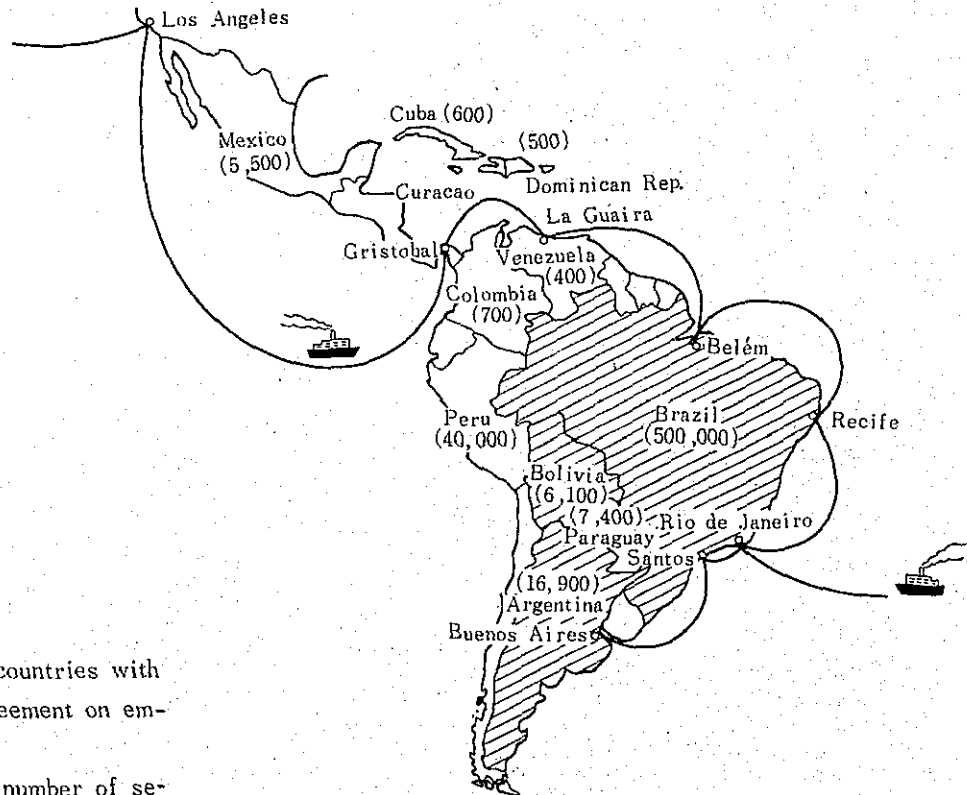 Los Angeles
Cuba (600)
Mexico
(5,500)
(500)
Dominican Rep.
Curacao
La Guaira
Gristobal
Venezuela
(400)
Colombia
(700)
Belém
Peru
(40,000)
Brazil
(500,000)
Recife
Bolivia
(6,100)
(7,400)
Paraguay
Rio de Janeiro
Santos
(16,900)
Argentina
Buenos Aires
countries with
eement on em-
number of se-